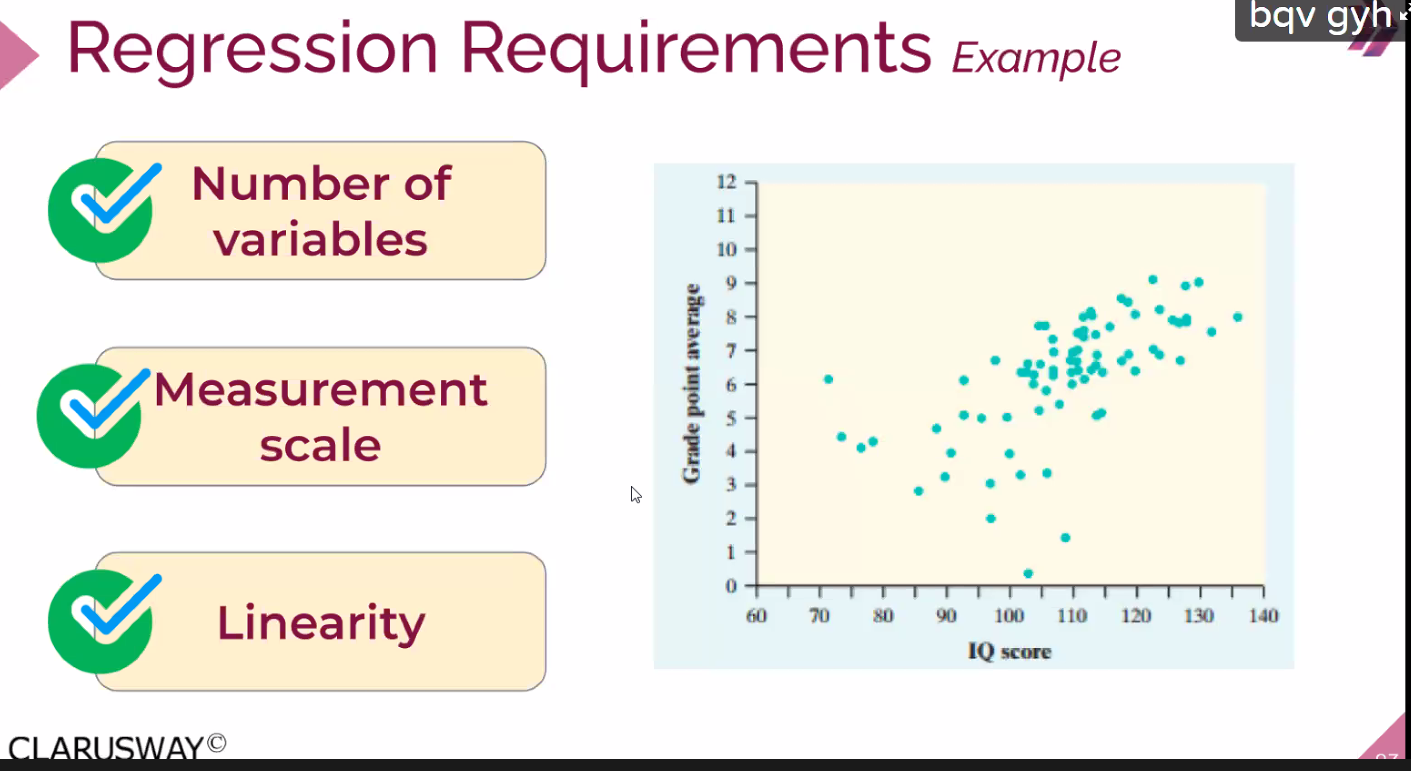 bqv gyh
Regression Requirements Example
Number of
variables
Measurement
scale
Linearity
12
11
10
9
8
7
6
5
4
3
2
1
0
Grade point average
60 70 80 90 100 110 120 130 140
IQ score
CLARUSWAY©